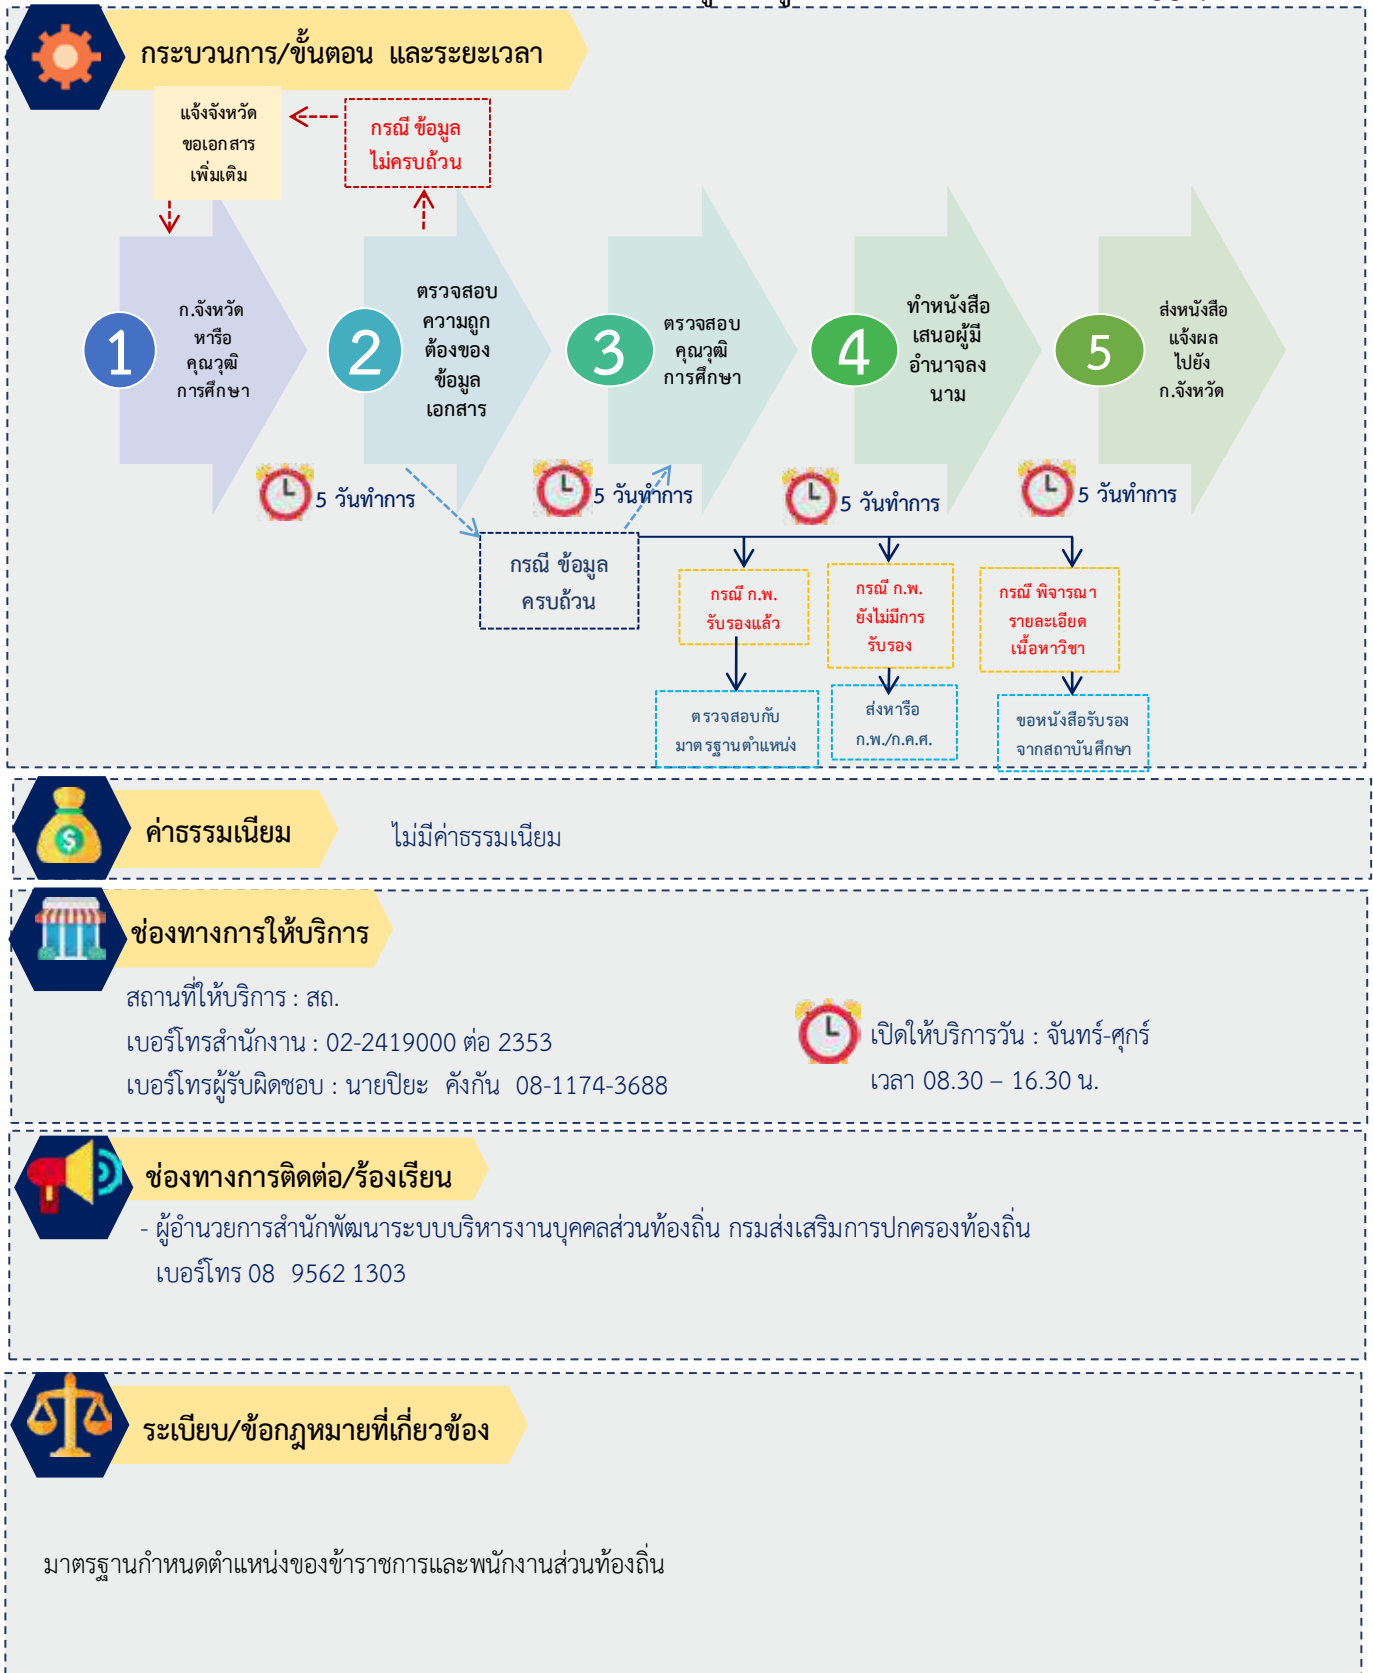 กระบวนการ/ขั้นตอน และระยะเวลา
แจ้งจังหวัด
ขอเอกสาร
เพิ่มเติม
กรณี ข้อมูล
ไม่ครบถ้วน
1
ก.จังหวัด
หารือ
คุณวุฒิ
การศึกษา
2
ตรวจสอบ
ความถูก
ต้องของ
ข้อมูล
เอกสาร
3
ตรวจสอบ
คุณวุฒิ
การศึกษา
4
ทำหนังสือ
เสนอผู้มี
อำนาจลง
นาม
5
ส่งหนังสือ
แจ้งผล
ไปยัง
ก.จังหวัด
5 วันทำการ
5 วันทำการ
5 วันทำการ
5 วันทำการ
กรณี ข้อมูล
ครบถ้วน
กรณี ก.พ.
รับรองแล้ว
กรณี ก.พ.
ยังไม่มีการ
รับรอง
กรณี พิจารณา
รายละเอียด
เนื้อหาวิชา
ตรวจสอบกับ
มาตรฐานตำแหน่ง
ส่งหารือ
ก.พ./ก.ค.ศ.
ขอหนังสือรับรอง
จากสถาบันศึกษา
ค่าธรรมเนียม
ไม่มีค่าธรรมเนียม
ช่องทางการให้บริการ
สถานที่ให้บริการ : สถ.
เบอร์โทรสำนักงาน : 02-2419000 ต่อ 2353
เบอร์โทรผู้รับผิดชอบ : นายปิยะ คังกัน 08-1174-3688
เปิดให้บริการวัน : จันทร์-ศุกร์
เวลา 08.30 – 16.30 น.
ช่องทางการติดต่อ/ร้องเรียน
- ผู้อำนวยการสำนักพัฒนาระบบบริหารงานบุคคลส่วนท้องถิ่น กรมส่งเสริมการปกครองท้องถิ่น
เบอร์โทร 08 9562 1303
ระเบียบ/ข้อกฎหมายที่เกี่ยวข้อง
มาตรฐานกำหนดตำแหน่งของข้าราชการและพนักงานส่วนท้องถิ่น